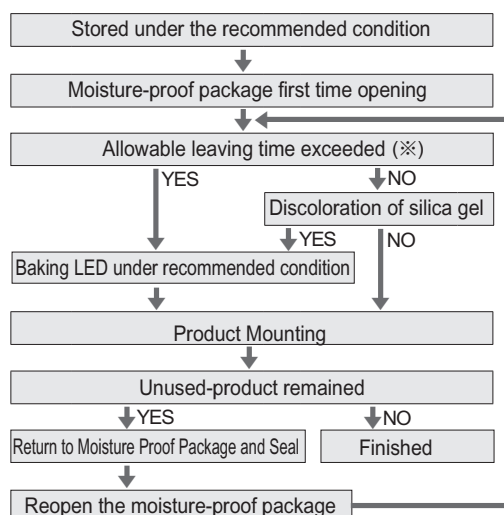 Stored under the recommended condition
Moisture-proof package first time opening
Allowable leaving time exceeded (※)
YES
NO
Discoloration of silica gel
YES
NO
Baking LED under recommended condition
Product Mounting
Unused-product remained
YES
NO
Return to Moisture Proof Package and Seal
Finished
Reopen the moisture-proof package